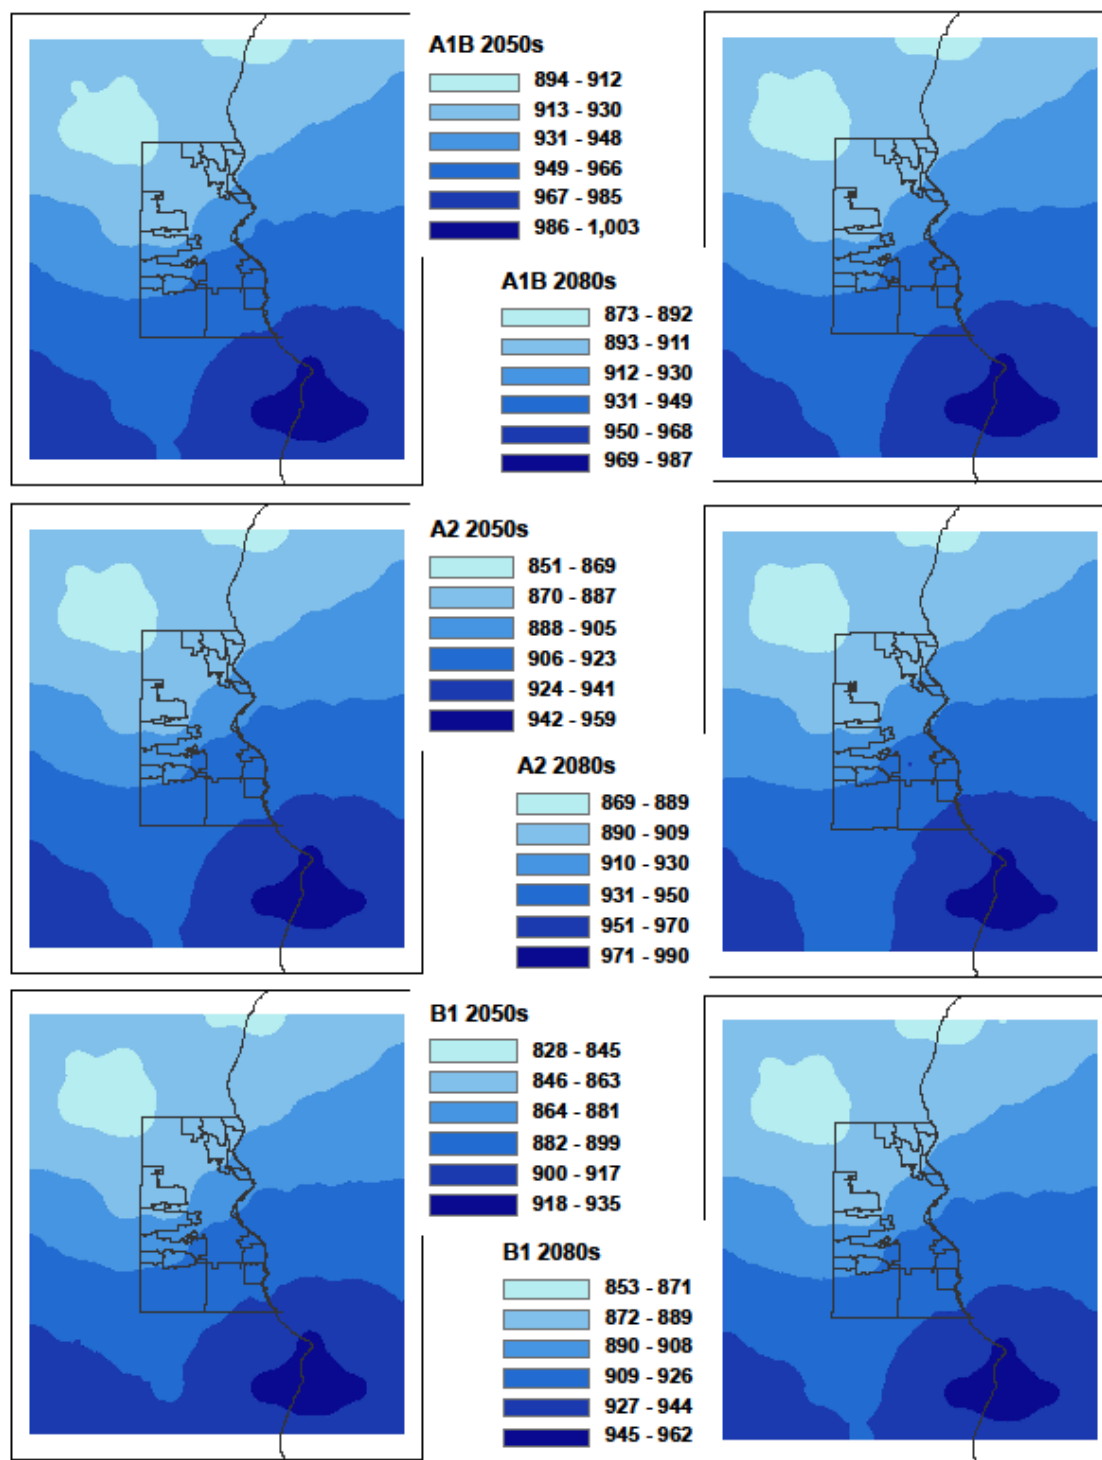 A1B 2050s
894 - 912
913 - 930
931 - 948
949 - 966
967 - 985
986 - 1,003
A1B 2080s
873 - 892
893 - 911
912 - 930
931 - 949
950 - 968
969 - 987
A2 2050s
851 - 869
870 - 887
888 - 905
906 - 923
924 - 941
942 - 959
A2 2080s
869 - 889
890 - 909
910 - 930
931 - 950
951 - 970
971 - 990
B1 2050s
828 - 845
846 - 863
864 - 881
882 - 899
900 - 917
918 - 935
B1 2080s
853 - 871
872 - 889
890 - 908
909 - 926
927 - 944
945 - 962